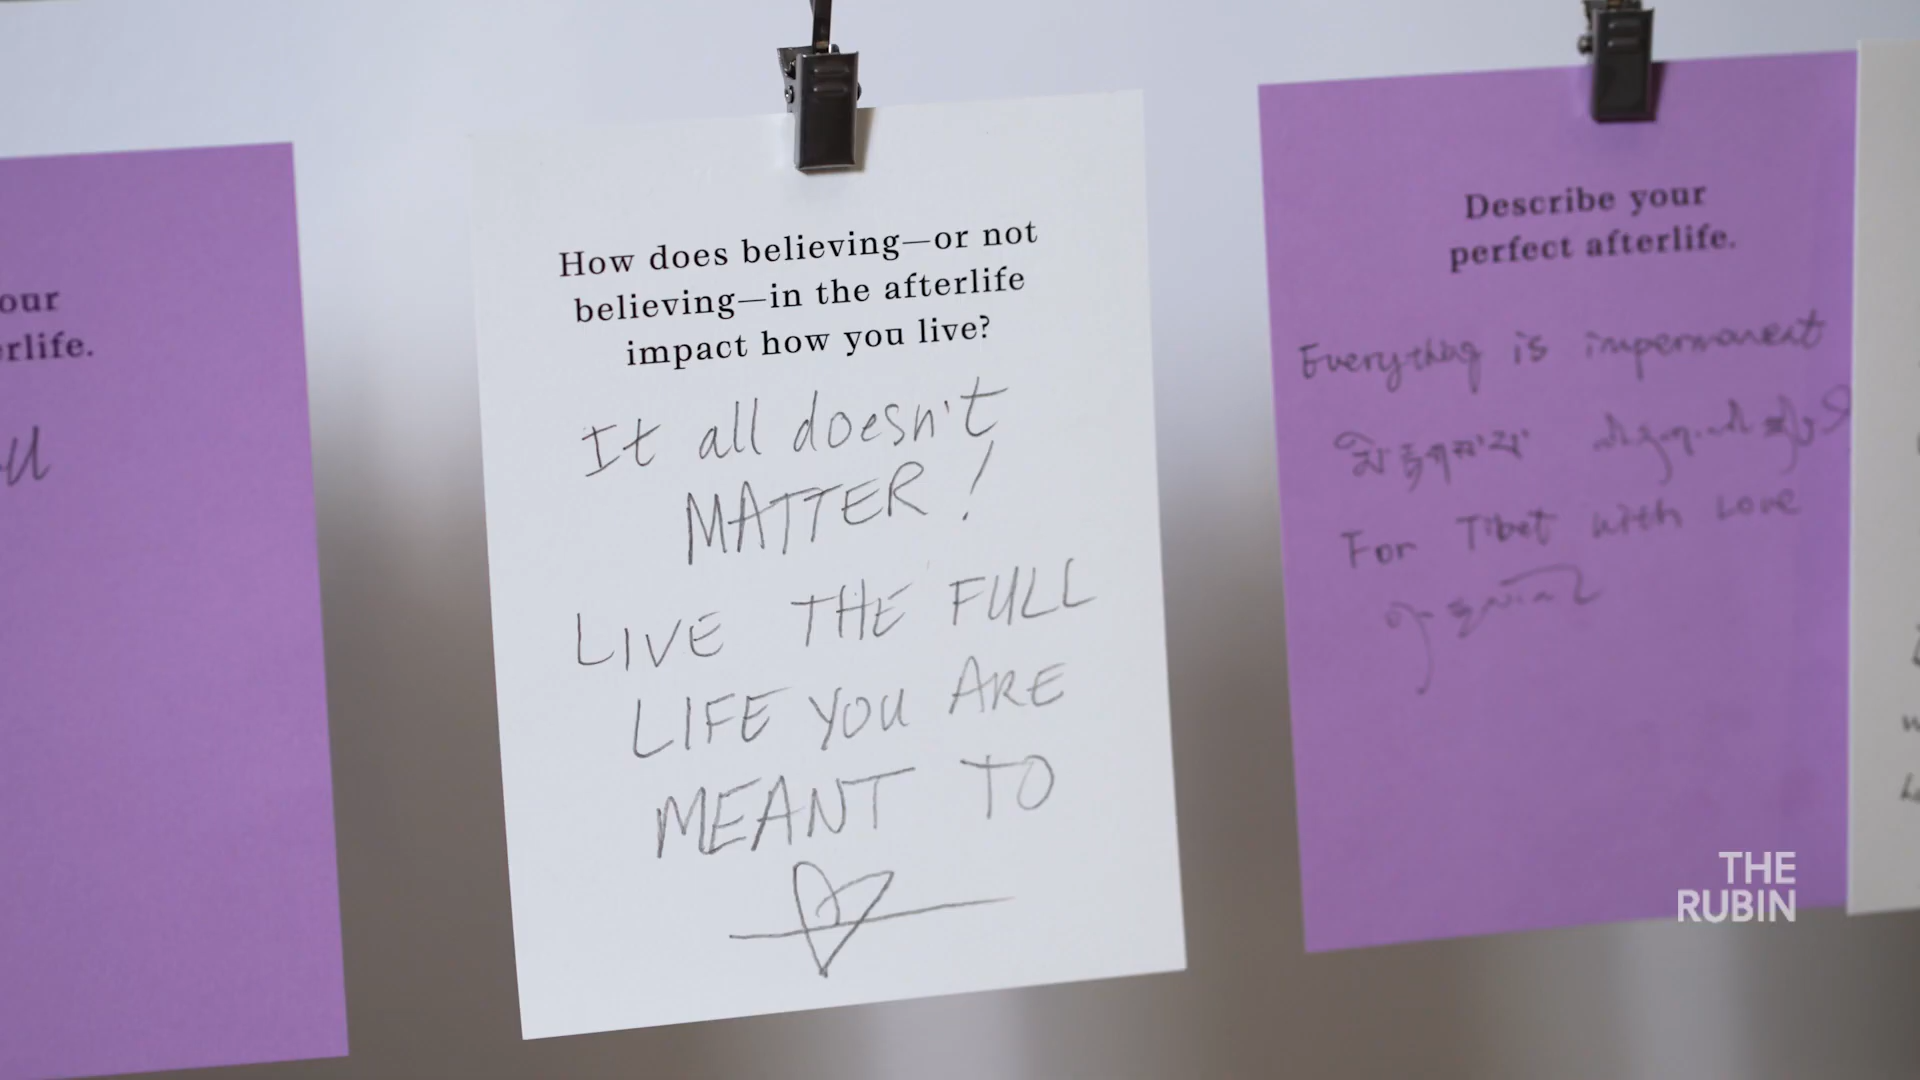 our
rlife.
How does believing—or not
believing—in the afterlife
impact how you live?
It all doesn't
MATTER!
LIVE THE FULL
LIFE YOU ARE
MEANT TO
Describe your
perfect afterlife.
Everything is impermanent
མི་རྟགས་པ་
For Tibet with Love
THE
RUBIN